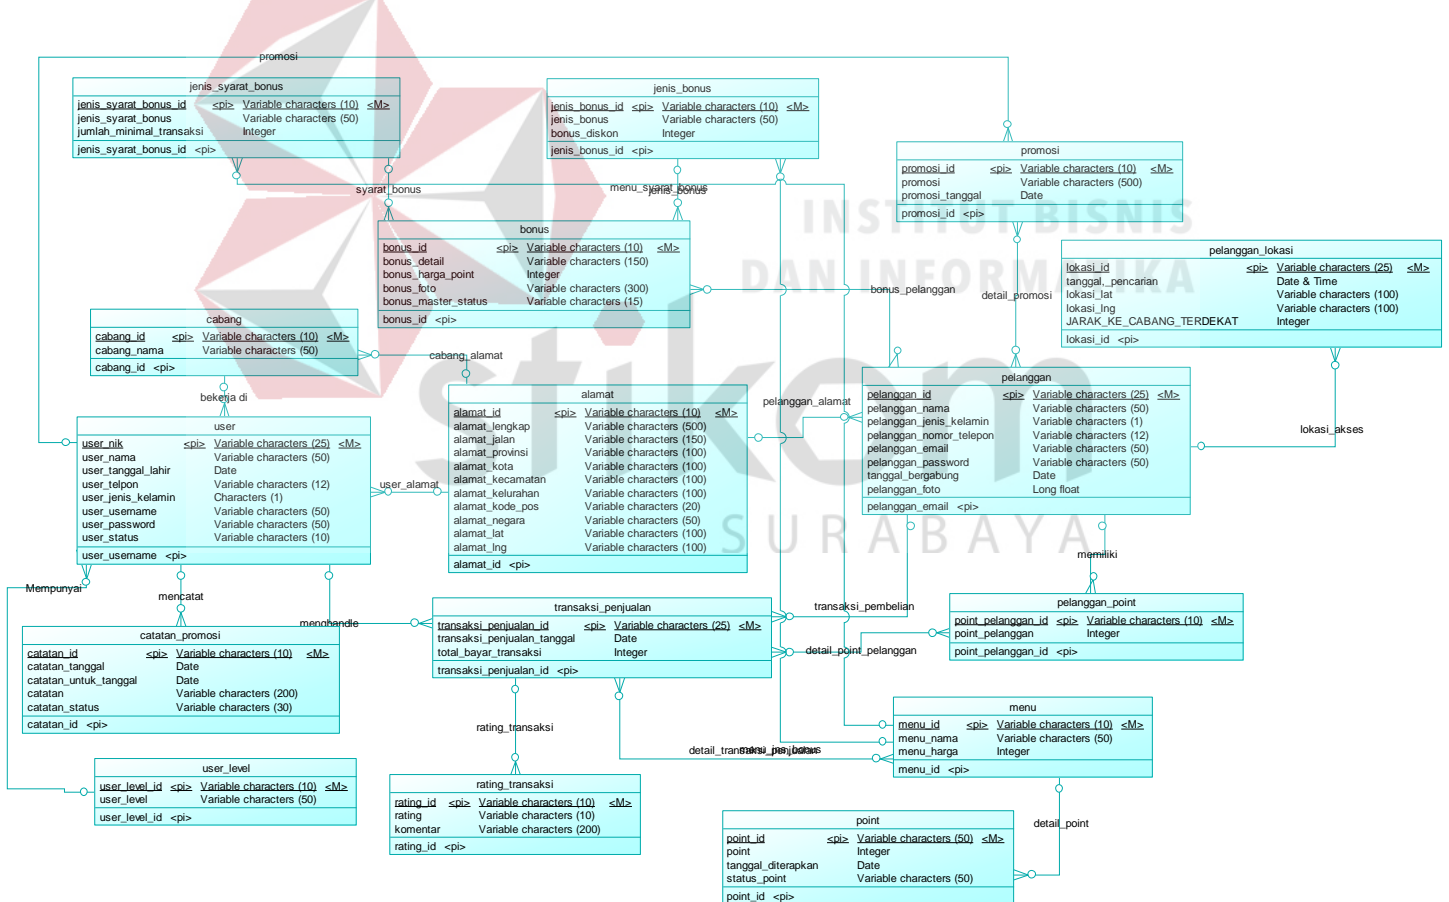 promosi
jenis_syarat_bonus
jenis_syarat_bonus_id <pi> Variable characters (10) <M>
jenis_syarat_bonus Variable characters (50)
jumlah_minimal_transaksi Integer
jenis_syarat_bonus_id <pi>
jenis_bonus
jenis_bonus_id <pi> Variable characters (10) <M>
jenis_bonus Variable characters (50)
bonus_diskon Integer
jenis_bonus_id <pi>
promosi
promosi_id <pi> Variable characters (10) <M>
promosi Variable characters (500)
promosi_tanggal Date
promosi_id <pi>
syarat_bonus
menu_syarat_bonus
jenis_bonus
INSTITUT BISNIS
DAN INFORMATIKA
stikom
SURABAYA
bonus
bonus_id <pi> Variable characters (10) <M>
bonus_detail Variable characters (150)
bonus_harga_point Integer
bonus_foto Variable characters (300)
bonus_master_status Variable characters (15)
bonus_id <pi>
bonus_pelanggan
detail_promosi
pelanggan_lokasi
lokasi_id <pi> Variable characters (25) <M>
tanggal,_pencarian Date & Time
lokasi_lat Variable characters (100)
lokasi_lng Variable characters (100)
JARAK_KE_CABANG_TERDEKAT Integer
lokasi_id <pi>
cabang
cabang_id <pi> Variable characters (10) <M>
cabang_nama Variable characters (50)
cabang_id <pi>
cabang_alamat
bekerja di
alamat
alamat_id <pi> Variable characters (10) <M>
alamat_lengkap Variable characters (500)
alamat_jalan Variable characters (150)
alamat_provinsi Variable characters (100)
alamat_kota Variable characters (100)
alamat_kecamatan Variable characters (100)
alamat_kelurahan Variable characters (100)
alamat_kode_pos Variable characters (20)
alamat_negara Variable characters (50)
alamat_lat Variable characters (100)
alamat_lng Variable characters (100)
alamat_id <pi>
pelanggan_alamat
pelanggan
pelanggan_id <pi> Variable characters (25) <M>
pelanggan_nama Variable characters (50)
pelanggan_jenis_kelamin Variable characters (1)
pelanggan_nomor_telepon Variable characters (12)
pelanggan_email Variable characters (50)
pelanggan_password Variable characters (50)
tanggal_bergabung Date
pelanggan_foto Long float
pelanggan_email <pi>
lokasi_akses
user
user_nik <pi> Variable characters (25) <M>
user_nama Variable characters (50)
user_tanggal_lahir Date
user_telpon Variable characters (12)
user_jenis_kelamin Characters (1)
user_username Variable characters (50)
user_password Variable characters (50)
user_status Variable characters (10)
user_username <pi>
user_alamat
memiliki
Mempunyai
mencatat
menghandle
transaksi_penjualan
transaksi_penjualan_id <pi> Variable characters (25) <M>
transaksi_penjualan_tanggal Date
total_bayar_transaksi Integer
transaksi_penjualan_id <pi>
transaksi_pembelian
detail_point_pelanggan
pelanggan_point
point_pelanggan_id <pi> Variable characters (10) <M>
point_pelanggan Integer
point_pelanggan_id <pi>
catatan_promosi
catatan_id <pi> Variable characters (10) <M>
catatan_tanggal Date
catatan_untuk_tanggal Date
catatan Variable characters (200)
catatan_status Variable characters (30)
catatan_id <pi>
rating_transaksi
detail_transaksi_penjualan
menu_jns_bonus
menu
menu_id <pi> Variable characters (10) <M>
menu_nama Variable characters (50)
menu_harga Integer
menu_id <pi>
user_level
user_level_id <pi> Variable characters (10) <M>
user_level Variable characters (50)
user_level_id <pi>
rating_transaksi
rating_id <pi> Variable characters (10) <M>
rating Variable characters (10)
komentar Variable characters (200)
rating_id <pi>
detail_point
point
point_id <pi> Variable characters (50) <M>
point Integer
tanggal_diterapkan Date
status_point Variable characters (50)
point_id <pi>